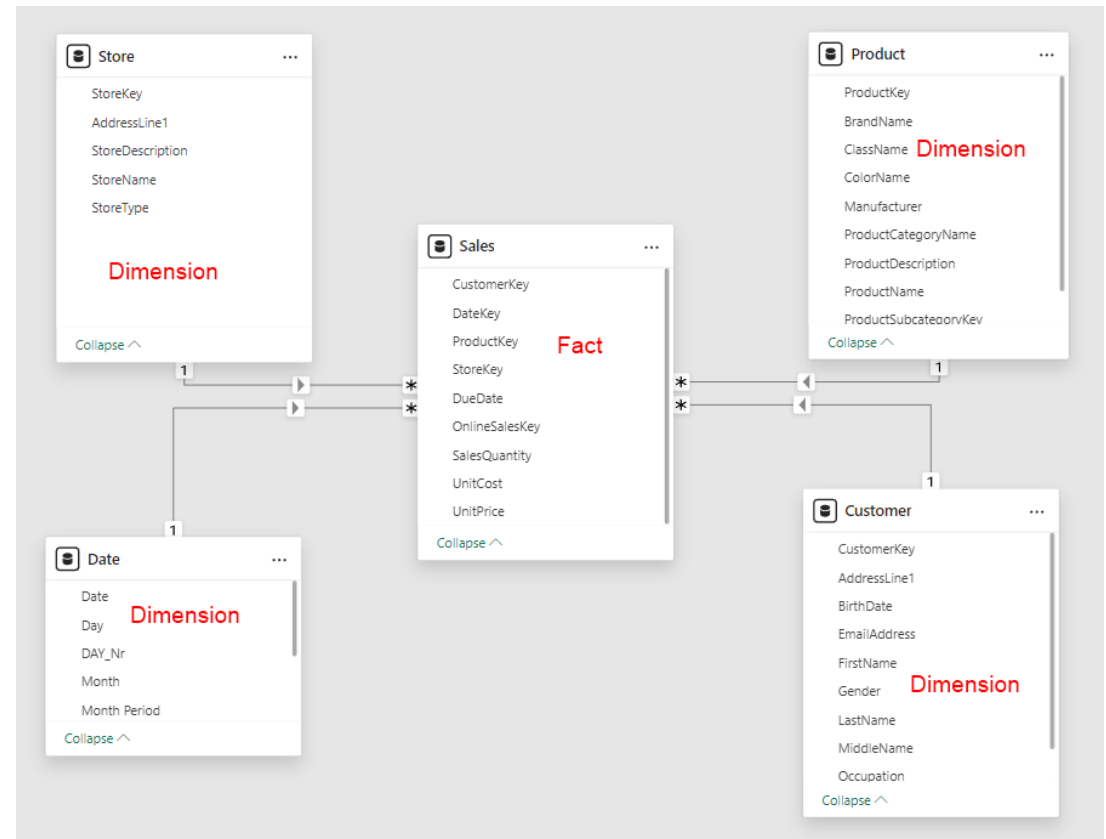 Store ...
StoreKey
AddressLine1
StoreDescription
StoreName
StoreType
Dimension
Collapse
1
*
Product ...
ProductKey
BrandName
ClassName Dimension
ColorName
Manufacturer
ProductCategoryName
ProductDescription
ProductName
ProductSubcategoryKey
Collapse
1
*
Sales ...
CustomerKey
DateKey
ProductKey Fact
StoreKey
DueDate
OnlineSalesKey
SalesQuantity
UnitCost
UnitPrice
Collapse
*
*
1
Date ...
Date
Dimension
Day
DAY_Nr
Month
Month Period
Collapse
1
Customer ...
CustomerKey
AddressLine1
BirthDate
EmailAddress
FirstName
Gender Dimension
LastName
MiddleName
Occupation
Collapse